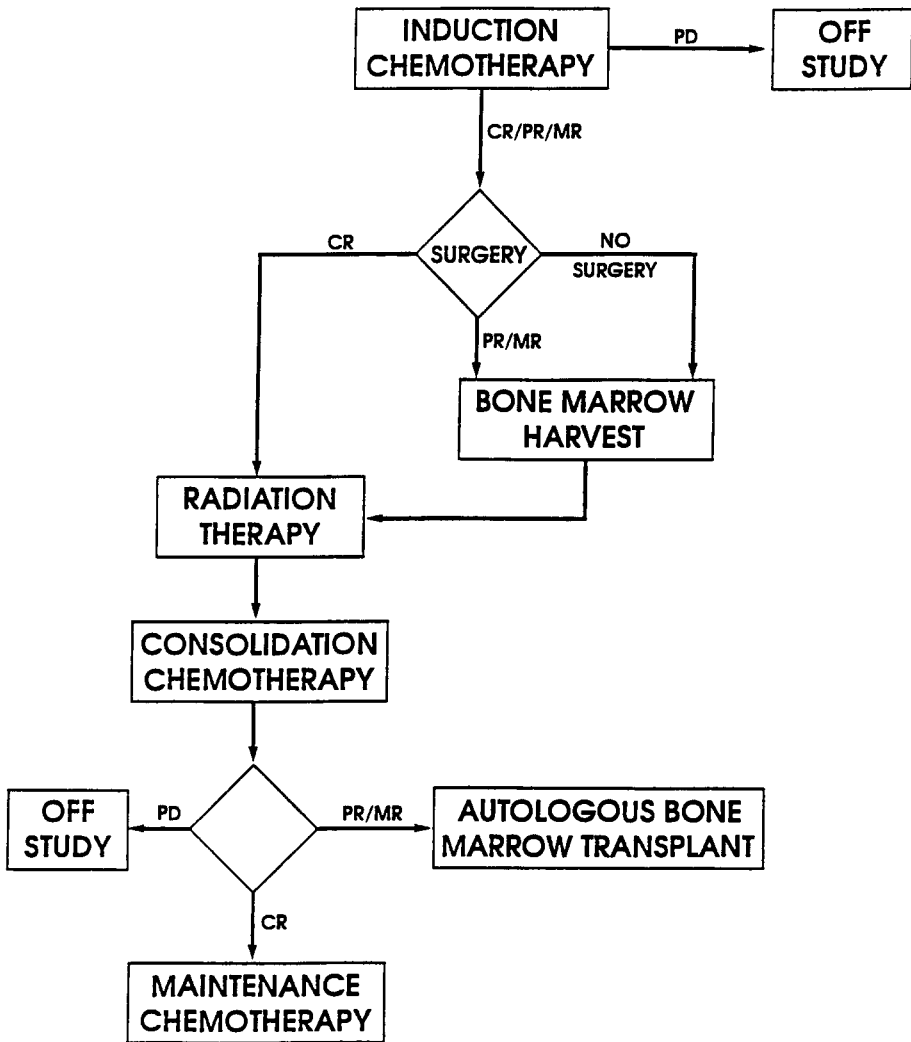 INDUCTION
CHEMOTHERAPY
PD
OFF
STUDY
CR/PR/MR
SURGERY
CR
NO
SURGERY
PR/MR
BONE MARROW
HARVEST
RADIATION
THERAPY
CONSOLIDATION
CHEMOTHERAPY
OFF
STUDY
PD
PR/MR
AUTOLOGOUS BONE
MARROW TRANSPLANT
CR
MAINTENANCE
CHEMOTHERAPY